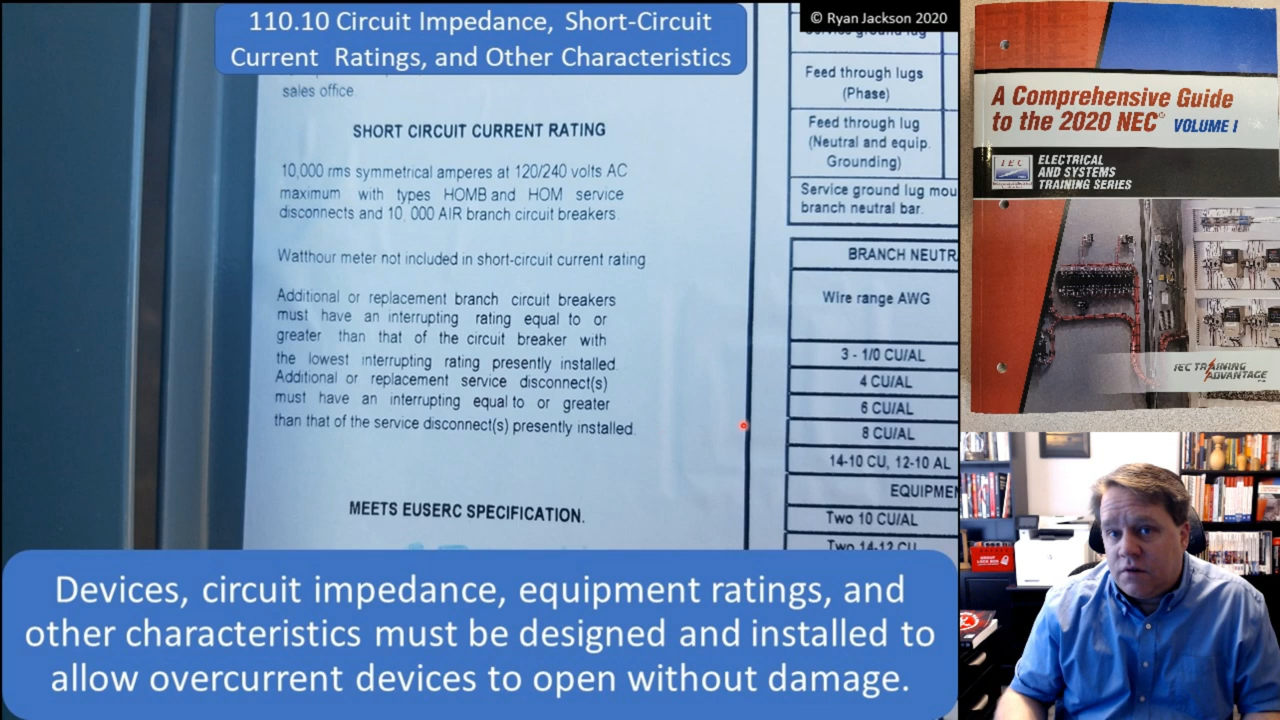 110.10 Circuit Impedance, Short-Circuit
Current Ratings, and Other Characteristics
© Ryan Jackson 2020
sales office
SHORT CIRCUIT CURRENT RATING
10,000 rms symmetrical amperes at 120/240 volts AC
maximum with types HOMB and HOM service
disconnects and 10,000 AIR branch circuit breakers.
Watthour meter not included in short-circuit current rating
Additional or replacement branch circuit breakers
must have an interrupting rating equal to or
greater than that of the circuit breaker with
the lowest interrupting rating presently installed.
Additional or replacement service disconnect(s)
must have an interrupting equal to or greater
than that of the service disconnect(s) presently installed.
MEETS EUSERC SPECIFICATION.
Service ground lug
Feed through lugs
(Phase)
Feed through lug
(Neutral and equip.
Grounding)
Service ground lug mou
branch neutral bar.
BRANCH NEUTR
Wire range AWG
3 - 1/0 CU/AL
4 CU/AL
6 CU/AL
8 CU/AL
14-10 CU, 12-10 AL
EQUIPMEN
Two 10 CU/AL
Two 14-12 CU
Devices, circuit impedance, equipment ratings, and
other characteristics must be designed and installed to
allow overcurrent devices to open without damage.
A Comprehensive Guide
to the 2020 NEC® VOLUME I
IEC
ELECTRICAL
AND SYSTEMS
TRAINING SERIES
IEC TRAINING
ADVANTAGE